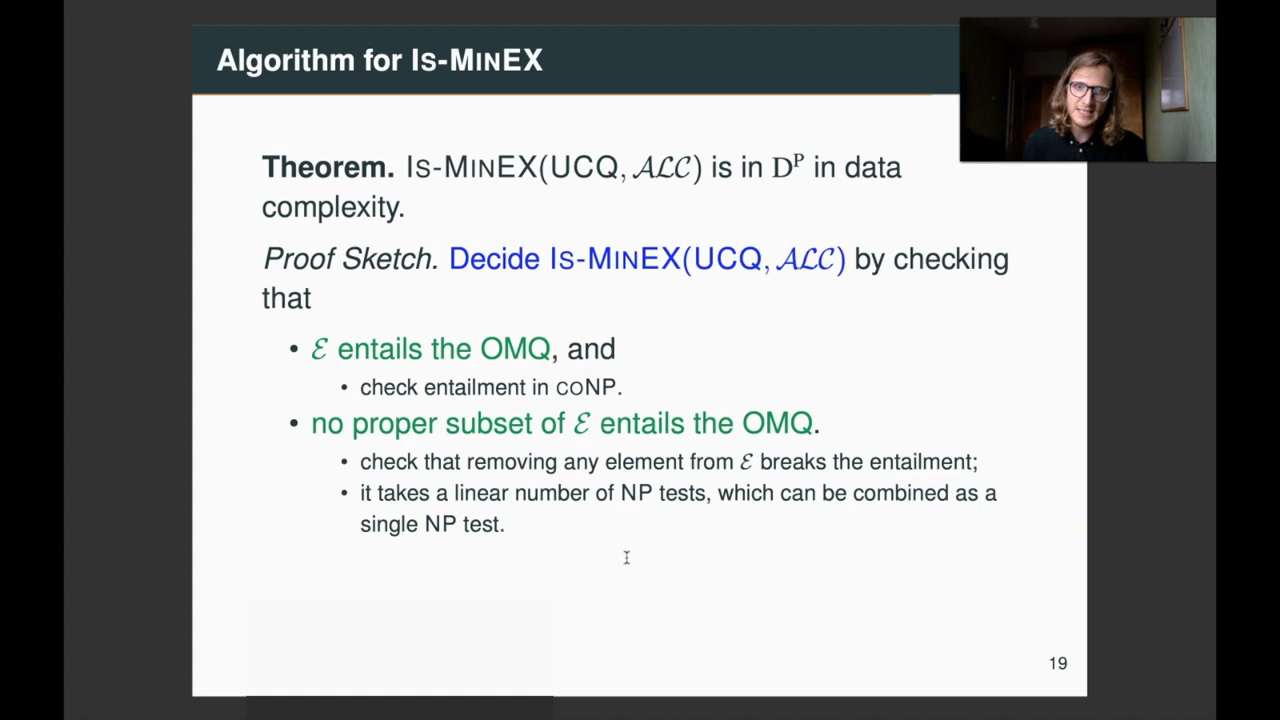 Algorithm for IS-MINEX
Theorem. IS-MINEX(UCQ, 𝒜ℒ𝒞) is in Dᴾ in data
complexity.
Proof Sketch. Decide IS-MINEX(UCQ, 𝒜ℒ𝒞) by checking
that
• ℰ entails the OMQ, and
• check entailment in CONP.
• no proper subset of ℰ entails the OMQ.
• check that removing any element from ℰ breaks the entailment;
• it takes a linear number of NP tests, which can be combined as a
single NP test.
19